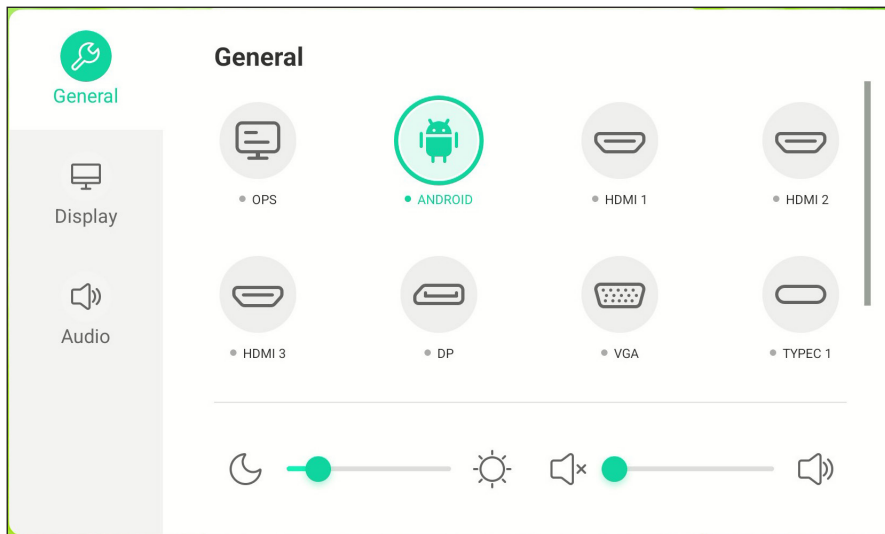 General
General
OPS
ANDROID
HDMI 1
HDMI 2
Display
Audio
HDMI 3
DP
VGA
TYPEC 1